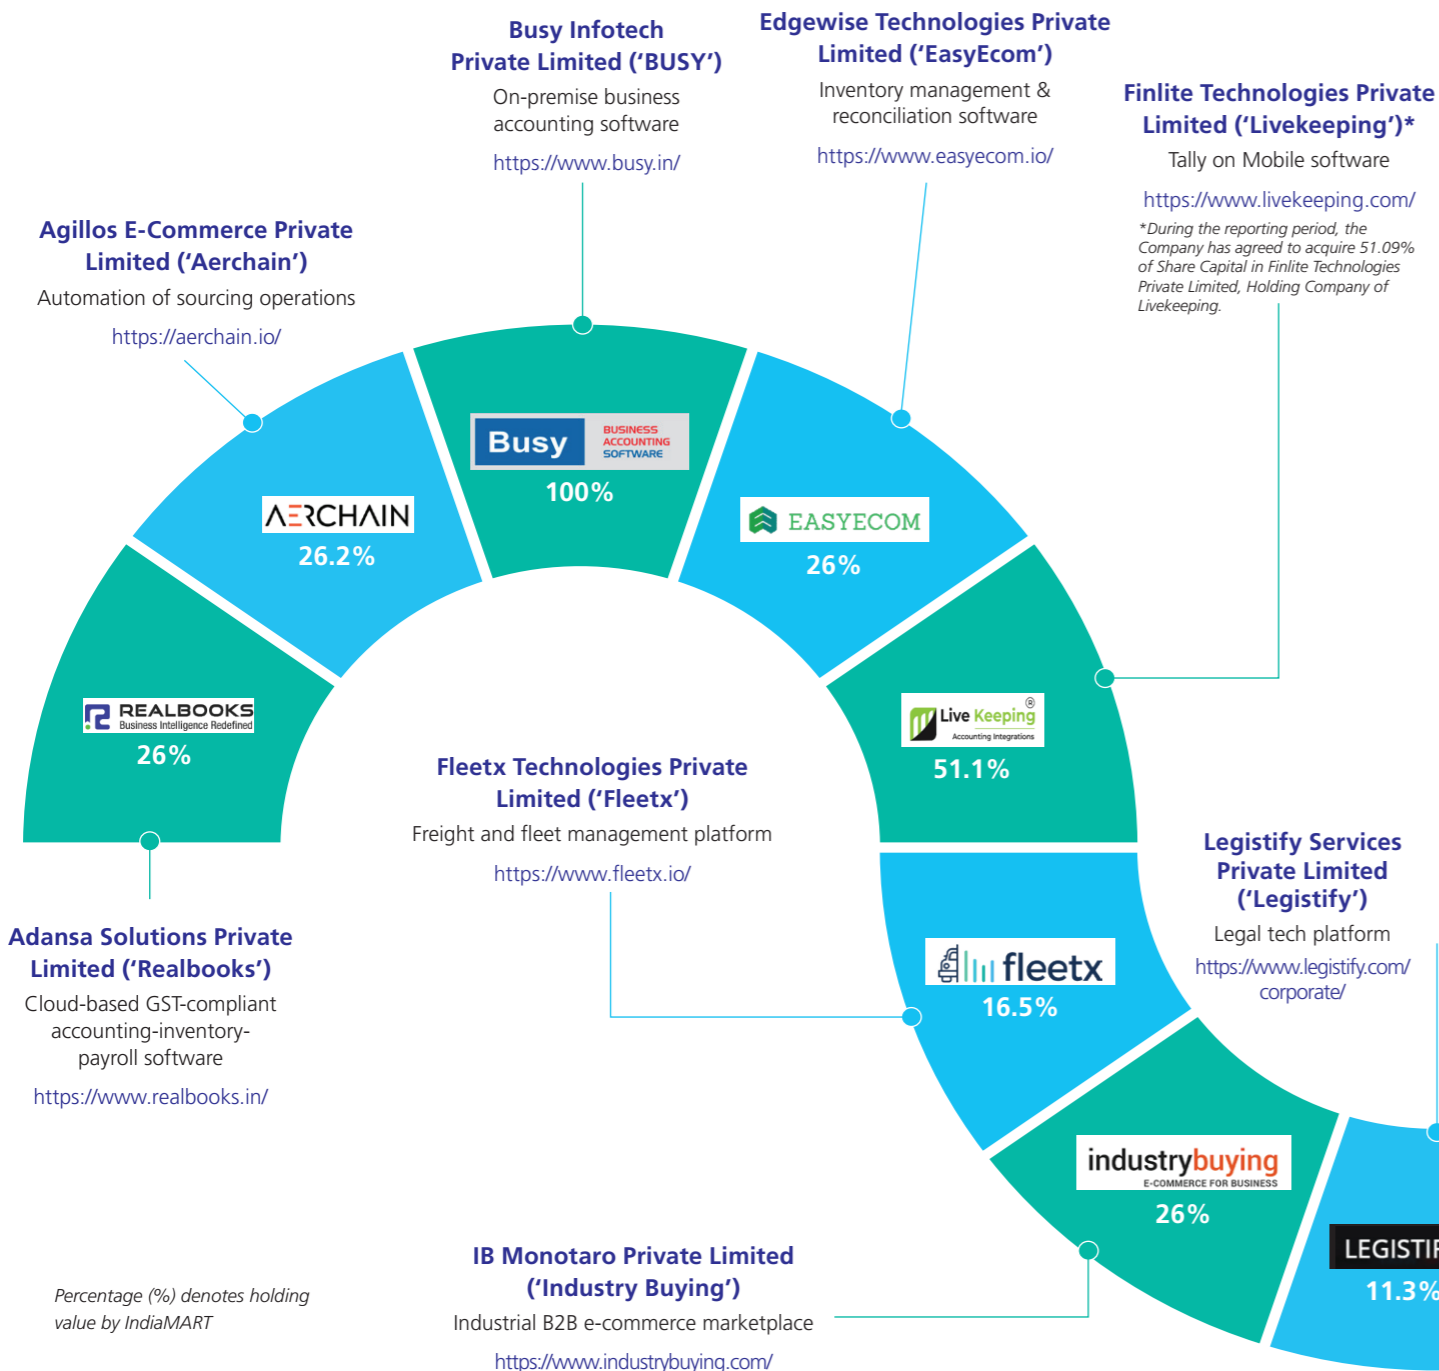 Busy Infotech
Private Limited (‘BUSY’)
On-premise business
accounting software
https://www.busy.in/
Edgewise Technologies Private
Limited (‘EasyEcom’)
Inventory management &
reconciliation software
https://www.easyecom.io/
Finlite Technologies Private
Limited (‘Livekeeping’)*
Tally on Mobile software
https://www.livekeeping.com/
*During the reporting period, the
Company has agreed to acquire 51.09%
of Share Capital in Finlite Technologies
Private Limited, Holding Company of
Livekeeping.
Agillos E-Commerce Private
Limited (‘Aerchain’)
Automation of sourcing operations
https://aerchain.io/
Busy
BUSINESS
ACCOUNTING
SOFTWARE
100%
AERCHAIN
26.2%
EASYECOM
26%
REALBOOKS
Business Intelligence Redefined
26%
Live Keeping ®
Accounting Integrations
51.1%
Fleetx Technologies Private
Limited (‘Fleetx’)
Freight and fleet management platform
https://www.fleetx.io/
Legistify Services
Private Limited
(‘Legistify’)
Legal tech platform
https://www.legistify.com/
corporate/
Adansa Solutions Private
Limited (‘Realbooks’)
Cloud-based GST-compliant
accounting-inventory-
payroll software
https://www.realbooks.in/
fleetx
16.5%
industrybuying
E-COMMERCE FOR BUSINESS
26%
LEGISTIF
11.3%
IB Monotaro Private Limited
(‘Industry Buying’)
Industrial B2B e-commerce marketplace
https://www.industrybuying.com/
Percentage (%) denotes holding
value by IndiaMART